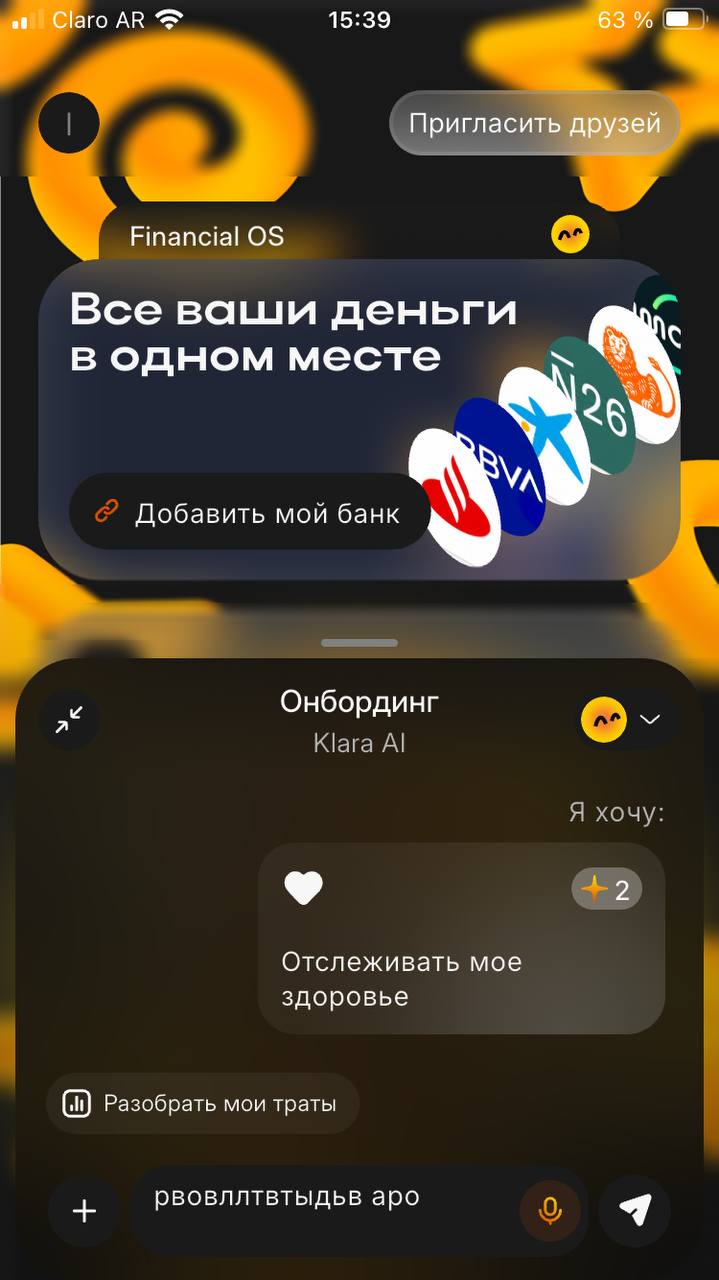 Claro AR
15:39
63 %
Пригласить друзей
Financial OS
Все ваши деньги
в одном месте
N26
BBVA
Добавить мой банк
Онбординг
Klara AI
Я хочу:
2
Отслеживать мое
здоровье
Разобрать мои траты
рвовллтвтыдьв аро